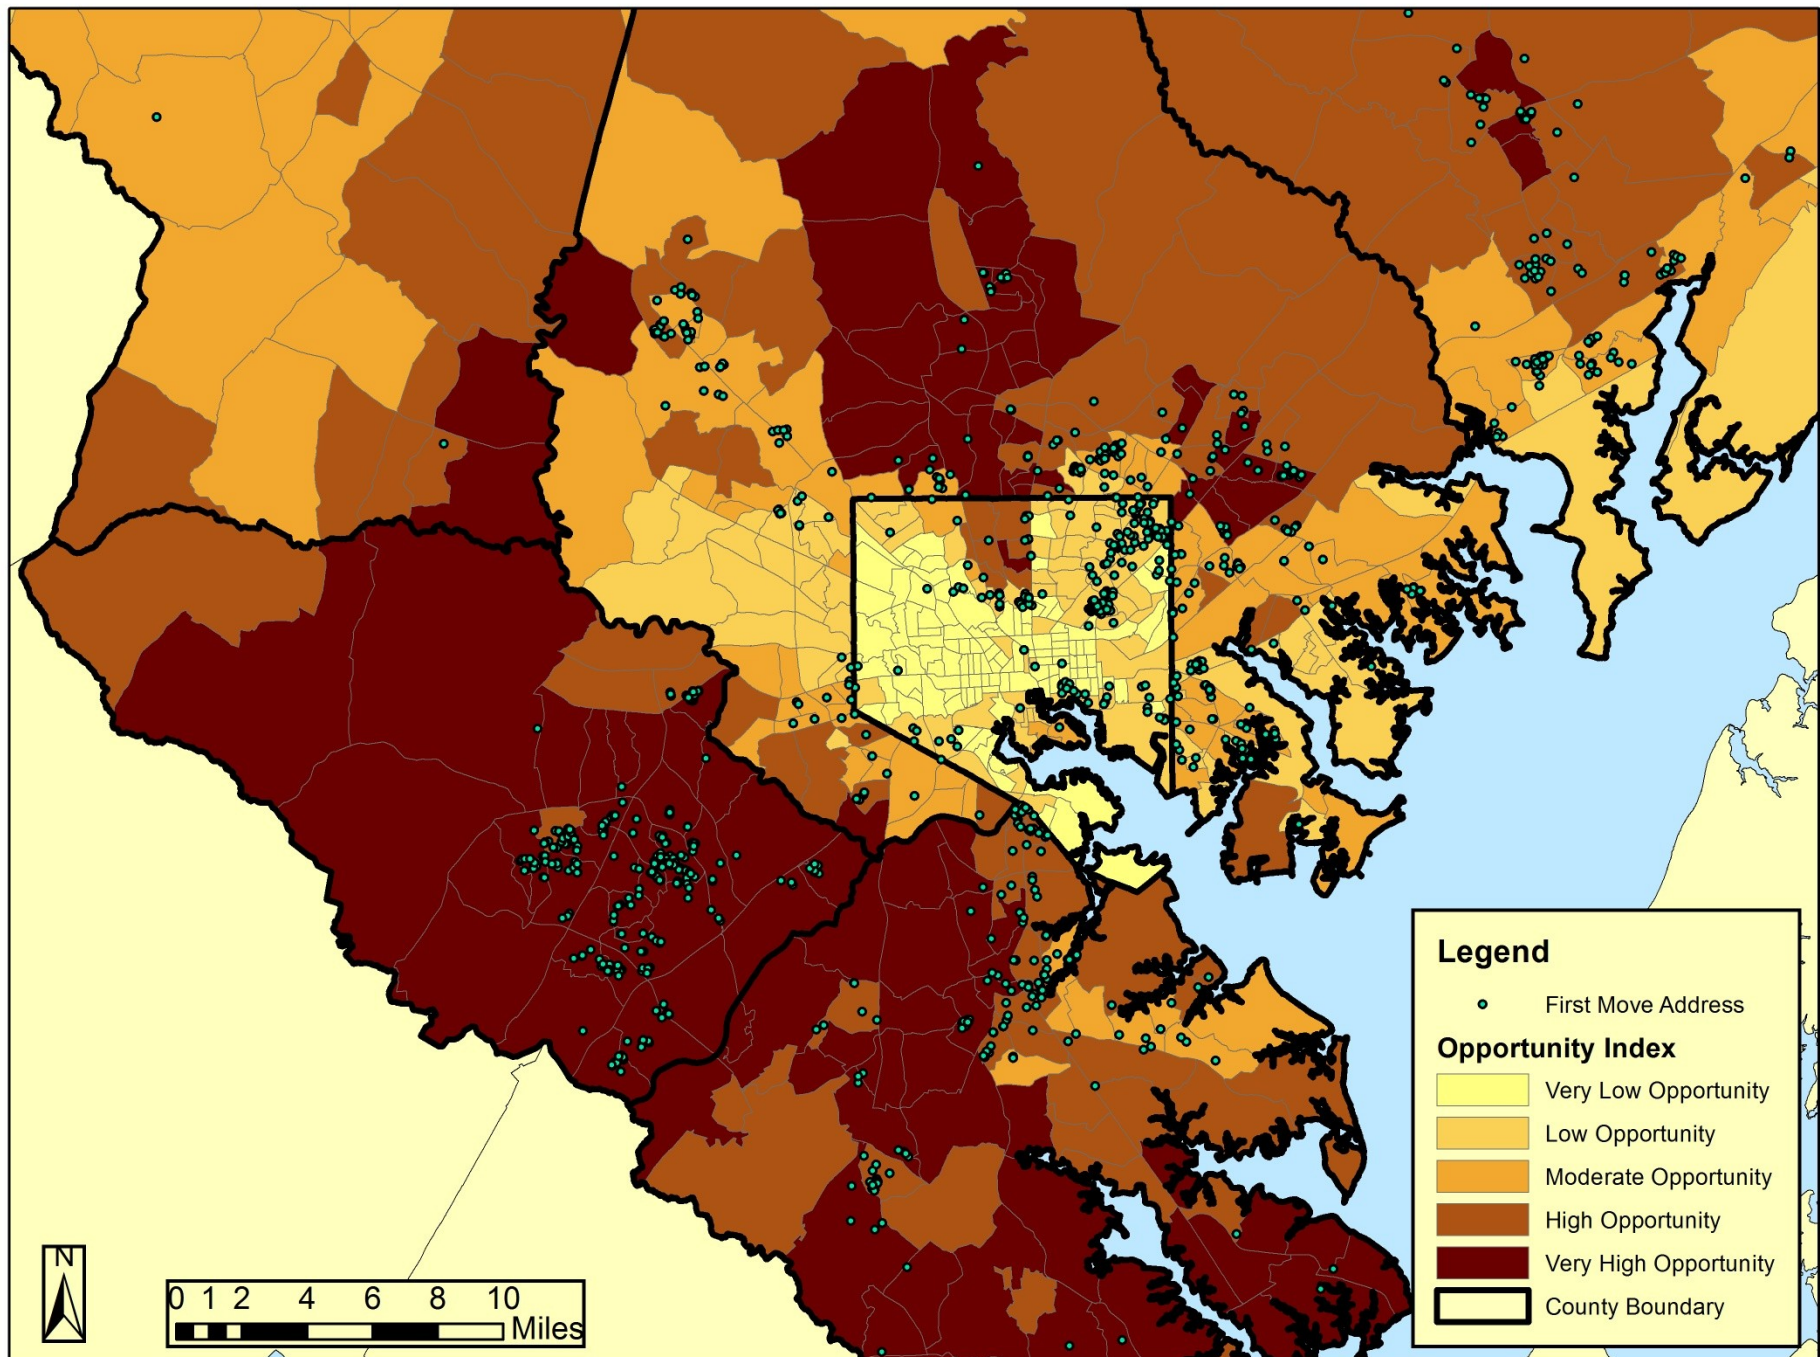 Legend
First Move Address
Opportunity Index
Very Low Opportunity
Low Opportunity
Moderate Opportunity
High Opportunity
Very High Opportunity
County Boundary
N
0 1 2 4 6 8 10
Miles